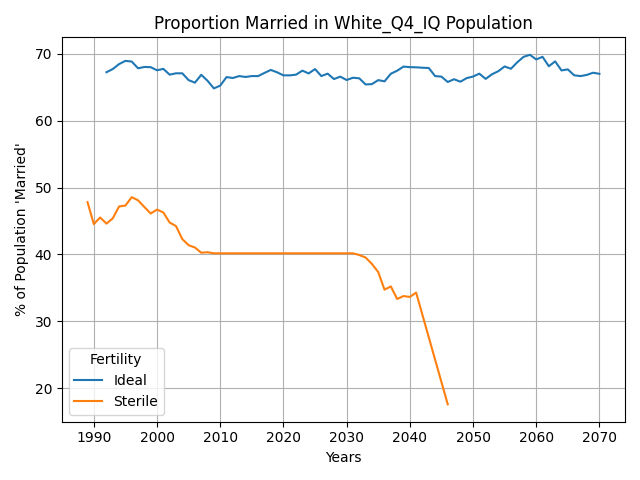 Proportion Married in White_Q4_IQ Population
% of Population 'Married'
70
60
50
40
30
20
Fertility
Ideal
Sterile
1990 2000 2010 2020 2030 2040 2050 2060 2070
Years